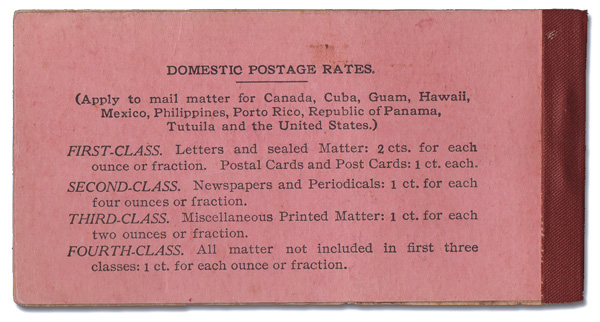 DOMESTIC POSTAGE RATES.
(Apply to mail matter for Canada, Cuba, Guam, Hawaii,
Mexico, Philippines, Porto Rico, Republic of Panama,
Tutuila and the United States.)
FIRST-CLASS. Letters and sealed Matter: 2 cts. for each
ounce or fraction. Postal Cards and Post Cards: 1 ct. each.
SECOND-CLASS. Newspapers and Periodicals: 1 ct. for each
four ounces or fraction.
THIRD-CLASS. Miscellaneous Printed Matter: 1 ct. for each
two ounces or fraction.
FOURTH-CLASS. All matter not included in first three
classes: 1 ct. for each ounce or fraction.